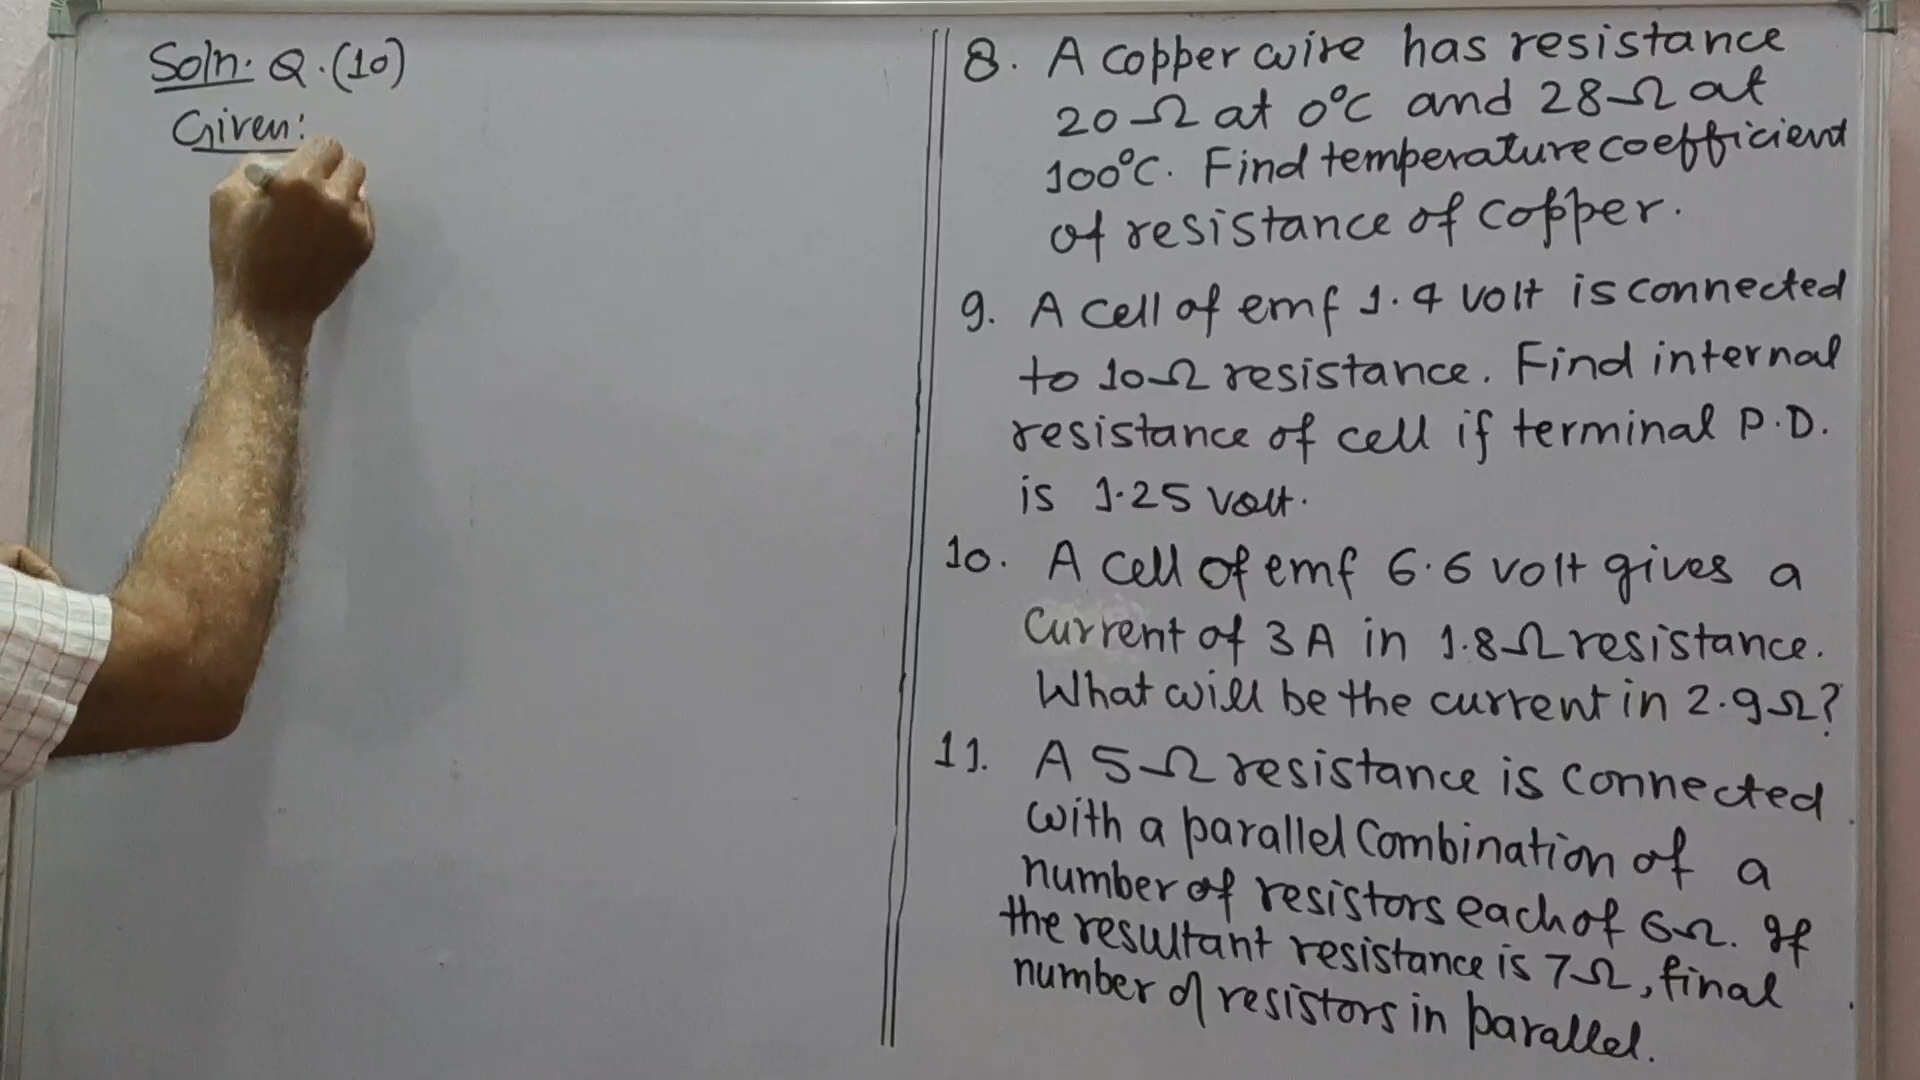 Soln. Q.(10)
Given:
8. A copper wire has resistance
20Ω at 0°C and 28Ω at
100°C. Find temperature coefficient
of resistance of copper.
9. A cell of emf 1.4 volt is connected
to 10Ω resistance. Find internal
resistance of cell if terminal P.D.
is 1.25 volt.
10. A cell of emf 6.6 volt gives a
Current of 3A in 1.8Ω resistance.
What will be the current in 2.9Ω?
11. A 5Ω resistance is connected
with a parallel combination of a
number of resistors each of 6Ω. If
the resultant resistance is 7Ω, final
number of resistors in parallel.